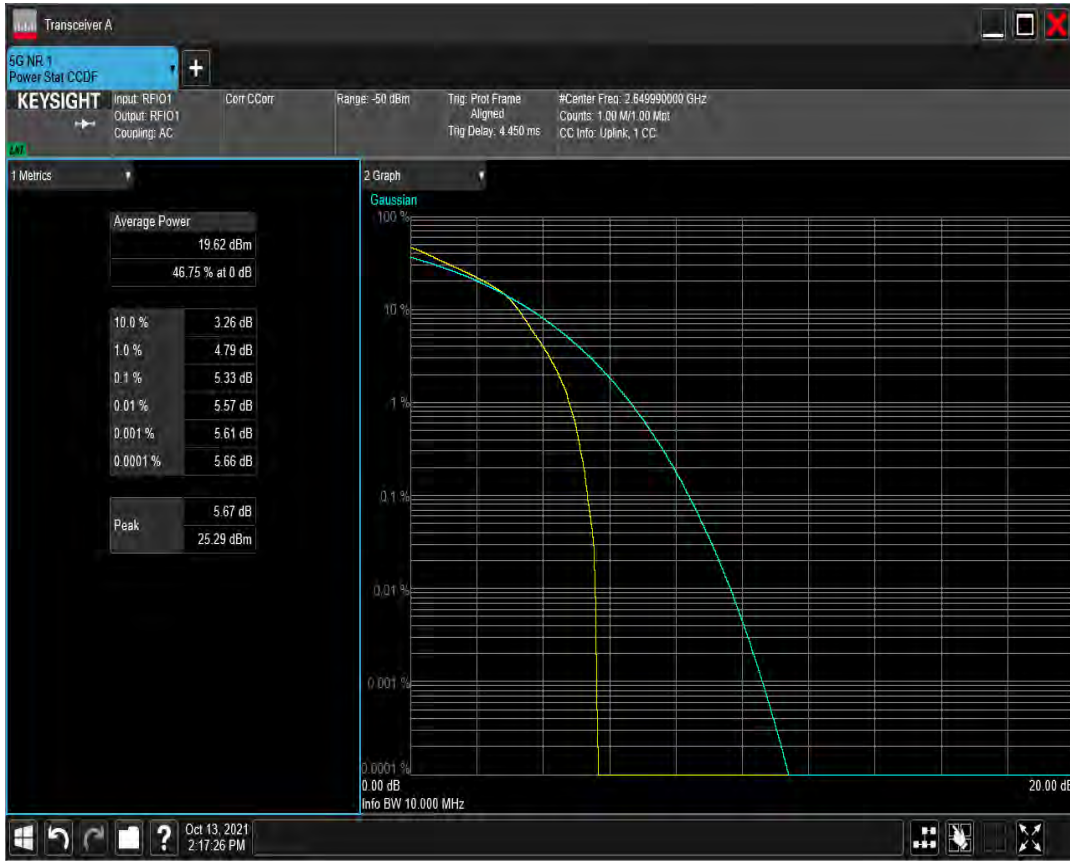 Transceiver A
5G NR 1
Power Stat CCDF
+
KEYSIGHT
Input: RFIO1
Output: RFIO1
Coupling: AC
Corr CCorr
Range: -50 dBm
Trig: Prot Frame
Aligned
Trig Delay: 4.450 ms
#Center Freq: 2.649990000 GHz
Counts: 1.00 M/1.00 Mpt
CC Info: Uplink, 1 CC
1 Metrics
Average Power
19.62 dBm
46.75 % at 0 dB
10.0 % 3.26 dB
1.0 % 4.79 dB
0.1 % 5.33 dB
0.01 % 5.57 dB
0.001 % 5.61 dB
0.0001 % 5.66 dB
Peak 5.67 dB
25.29 dBm
2 Graph
Gaussian
100 %
10 %
1 %
0.1 %
0.01 %
0.001 %
0.0001 %
0.00 dB
20.00 dB
Info BW 10.000 MHz
?
Oct 13, 2021
2:17:26 PM